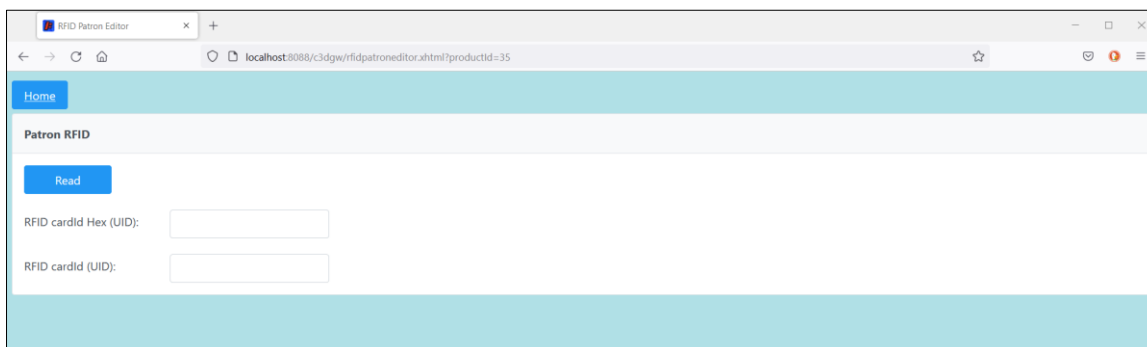 RFID Patron Editor
localhost:8088/c3dgw/rfidpatroneditor.xhtml?productId=35
Home
Patron RFID
Read
RFID cardId Hex (UID):
RFID cardId (UID):